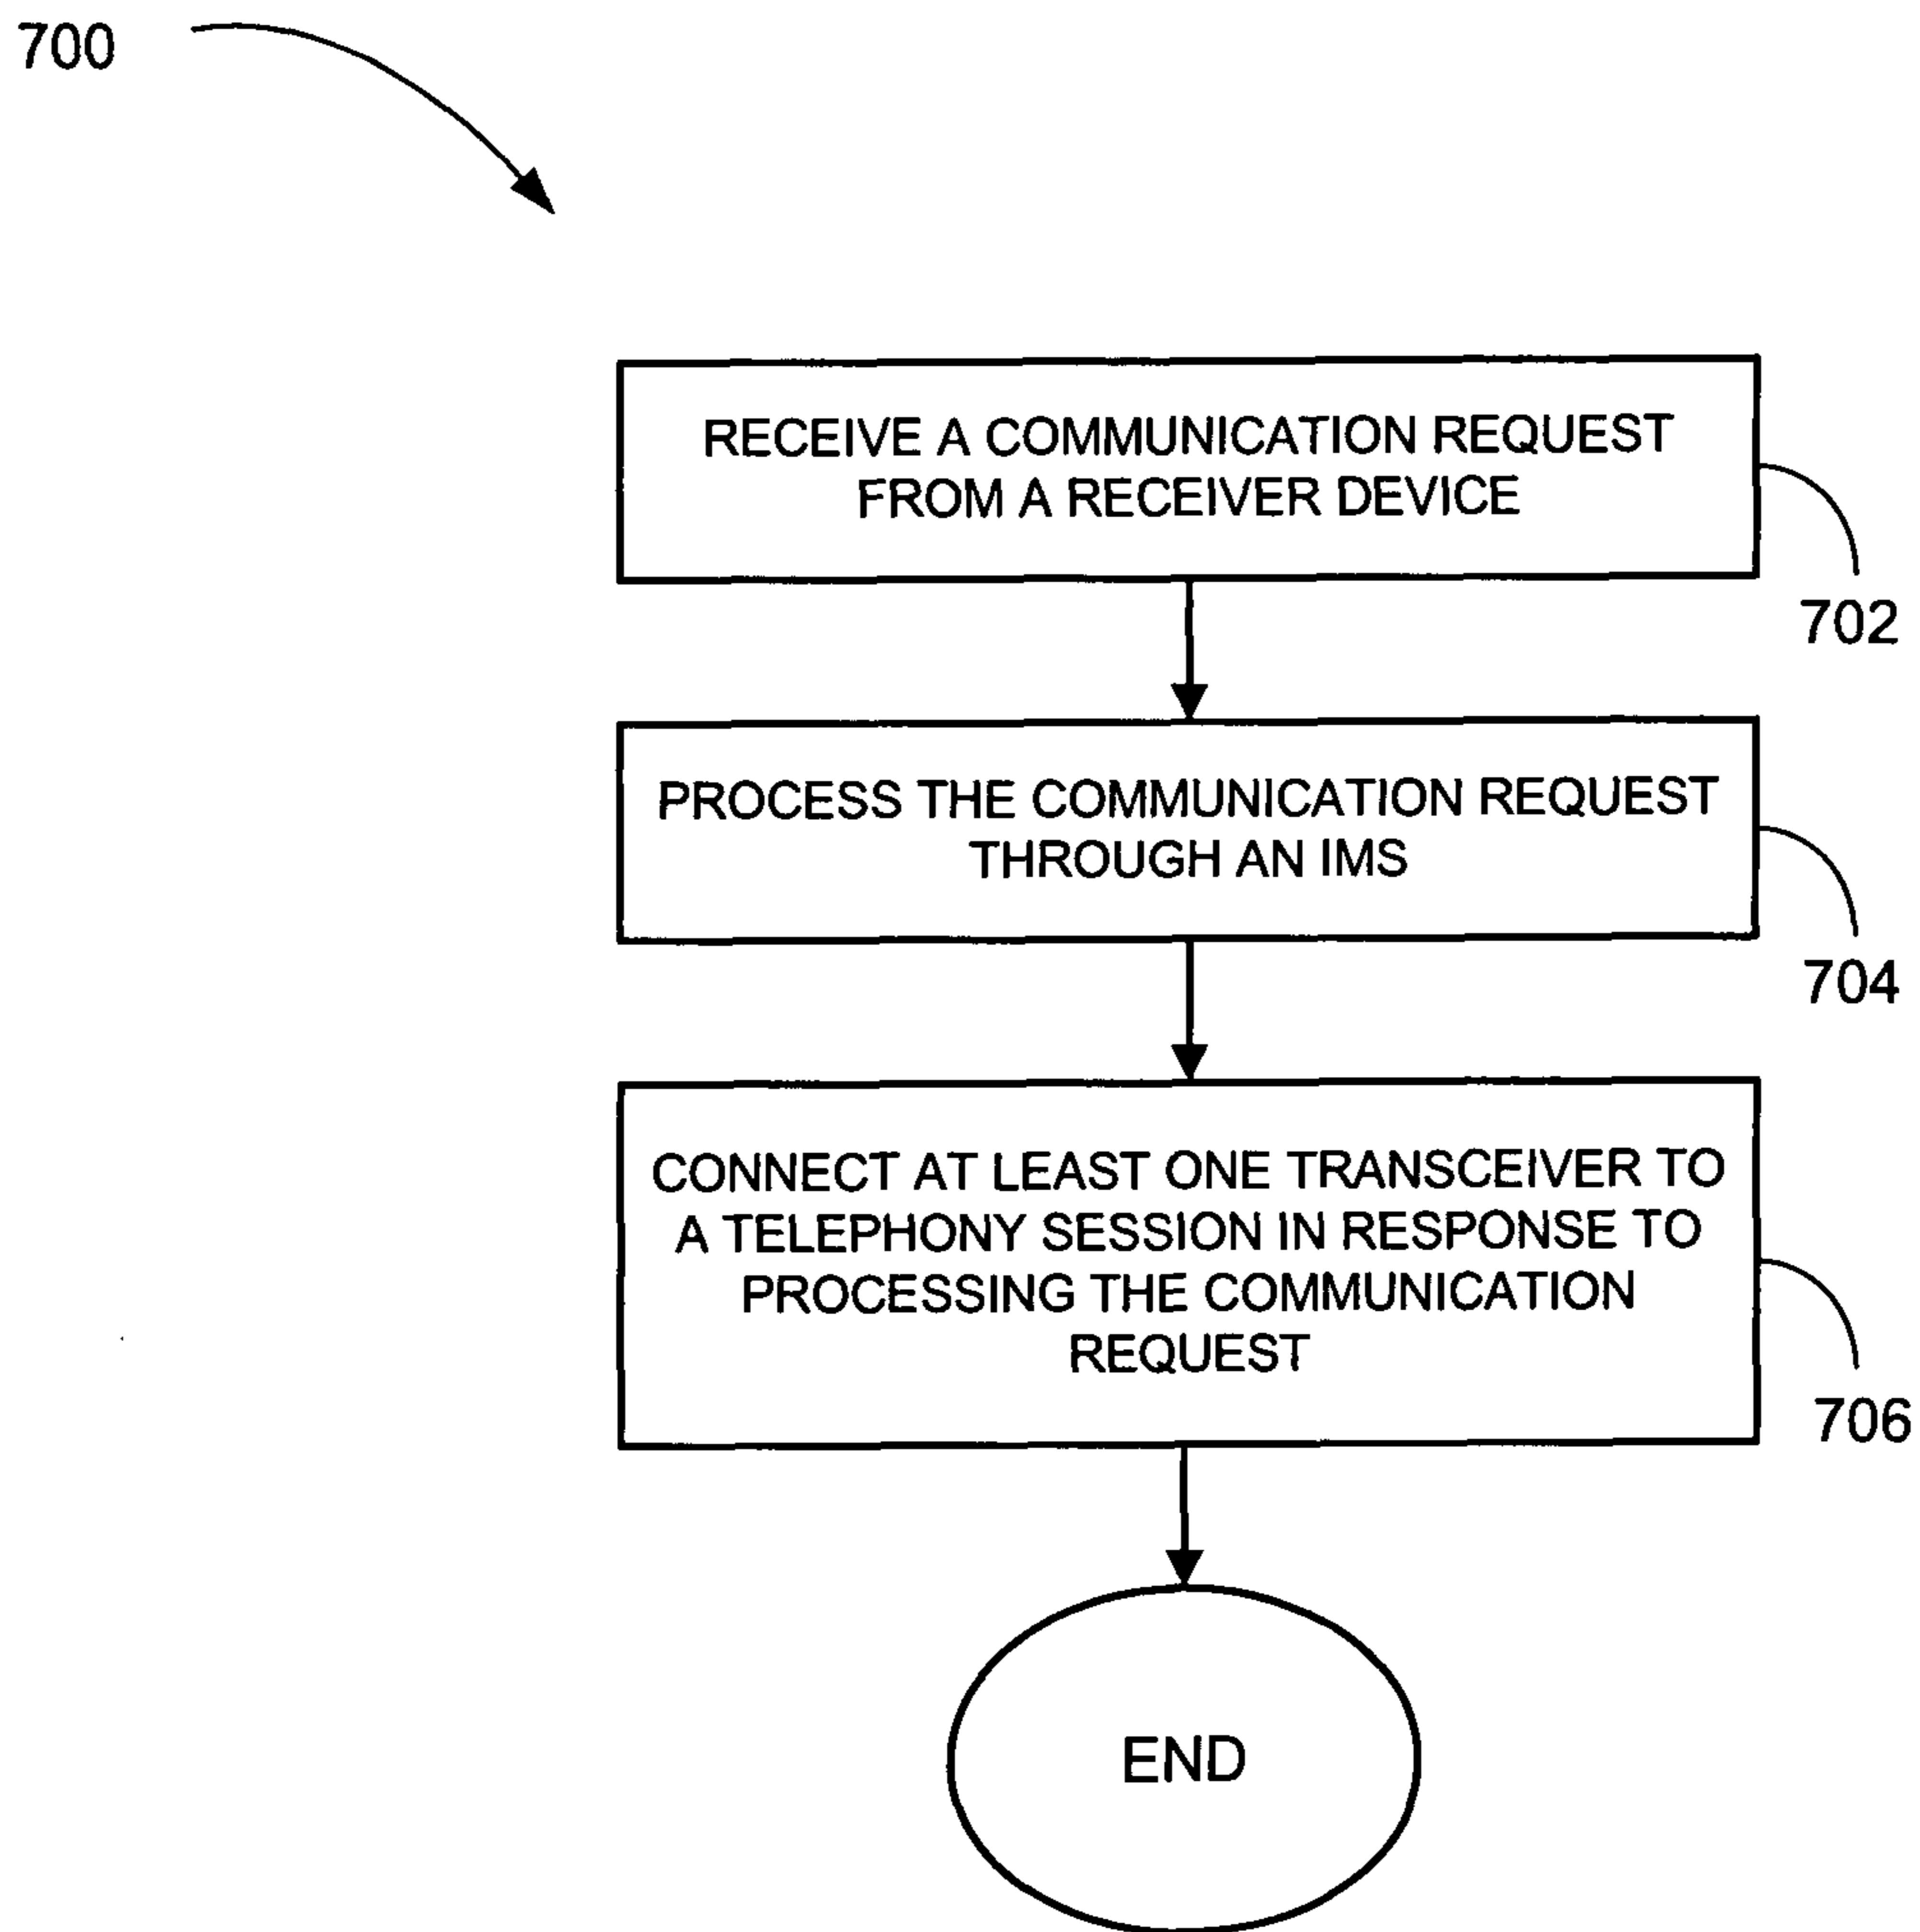 700
RECEIVE A COMMUNICATION REQUEST
FROM A RECEIVER DEVICE
702
PROCESS THE COMMUNICATION REQUEST
THROUGH AN IMS
704
CONNECT AT LEAST ONE TRANSCEIVER TO
A TELEPHONY SESSION IN RESPONSE TO
PROCESSING THE COMMUNICATION
REQUEST
706
END